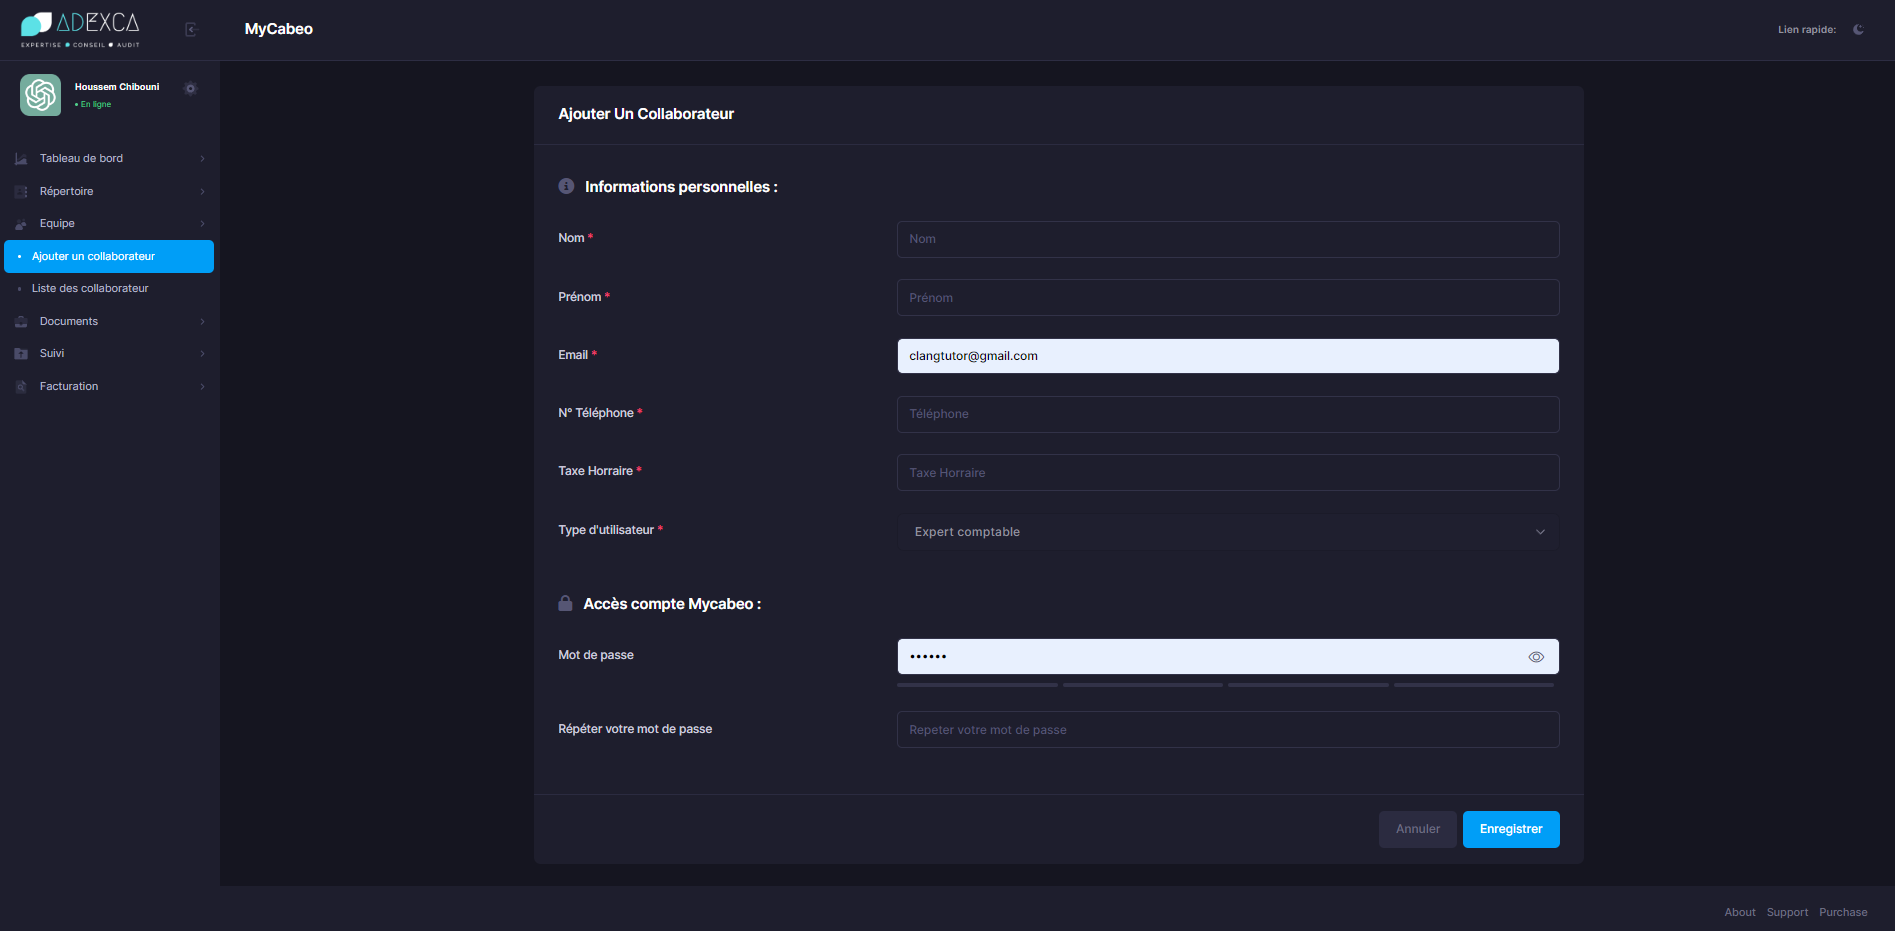 ADEXCA
EXPERTISE • CONSEIL • AUDIT
MyCabeo
Lien rapide:
Houssem Chibouni
• En ligne
Tableau de bord
Répertoire
Equipe
• Ajouter un collaborateur
• Liste des collaborateur
Documents
Suivi
Facturation
Ajouter Un Collaborateur
Informations personnelles :
Nom * Nom
Prénom * Prénom
Email * clangtutor@gmail.com
N° Téléphone * Téléphone
Taxe Horraire * Taxe Horraire
Type d'utilisateur * Expert comptable
Accès compte Mycabeo :
Mot de passe ••••••
Répéter votre mot de passe Repeter votre mot de passe
Annuler Enregistrer
About Support Purchase